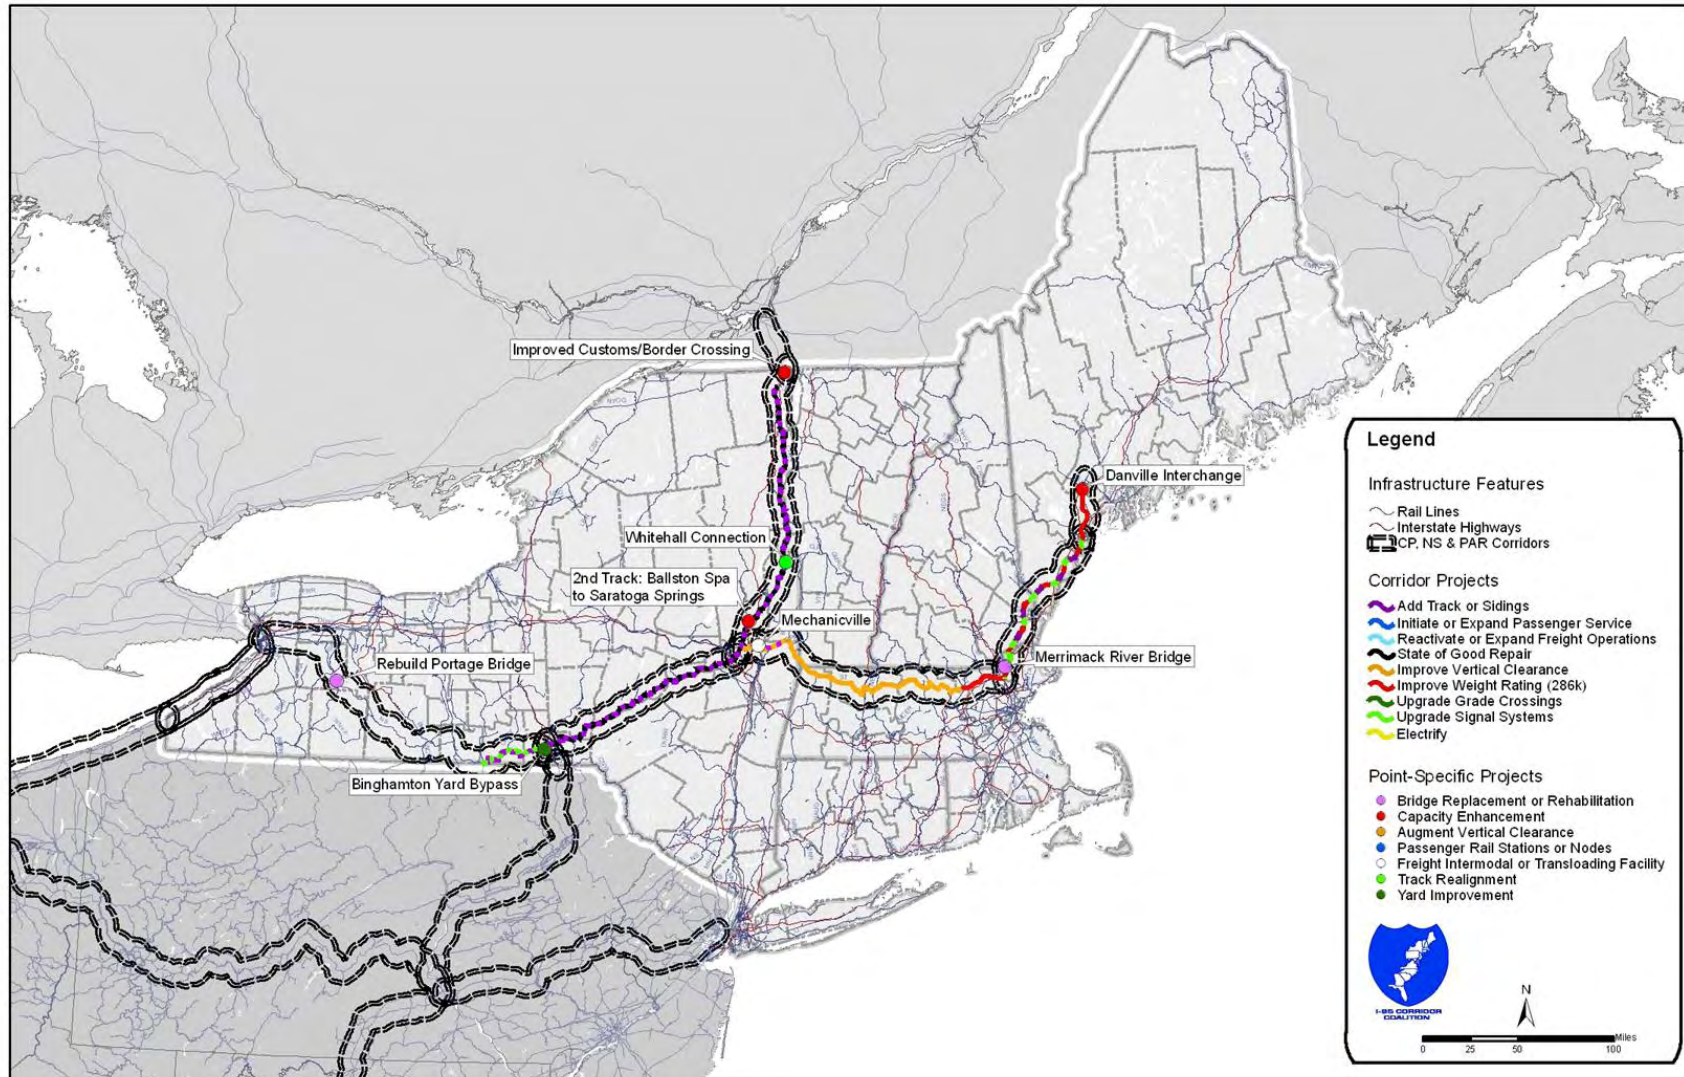 Improved Customs/Border Crossing
Danville Interchange
Whitehall Connection
2nd Track: Ballston Spa
to Saratoga Springs
Mechanicville
Merrimack River Bridge
Rebuild Portage Bridge
Binghamton Yard Bypass
Legend
Infrastructure Features
Rail Lines
Interstate Highways
CP, NS & PAR Corridors
Corridor Projects
Add Track or Sidings
Initiate or Expand Passenger Service
Reactivate or Expand Freight Operations
State of Good Repair
Improve Vertical Clearance
Improve Weight Rating (286k)
Upgrade Grade Crossings
Upgrade Signal Systems
Electrify
Point-Specific Projects
Bridge Replacement or Rehabilitation
Capacity Enhancement
Augment Vertical Clearance
Passenger Rail Stations or Nodes
Freight Intermodal or Transloading Facility
Track Realignment
Yard Improvement
I-95 CORRIDOR
COALITION
N
Miles
0 25 50 100